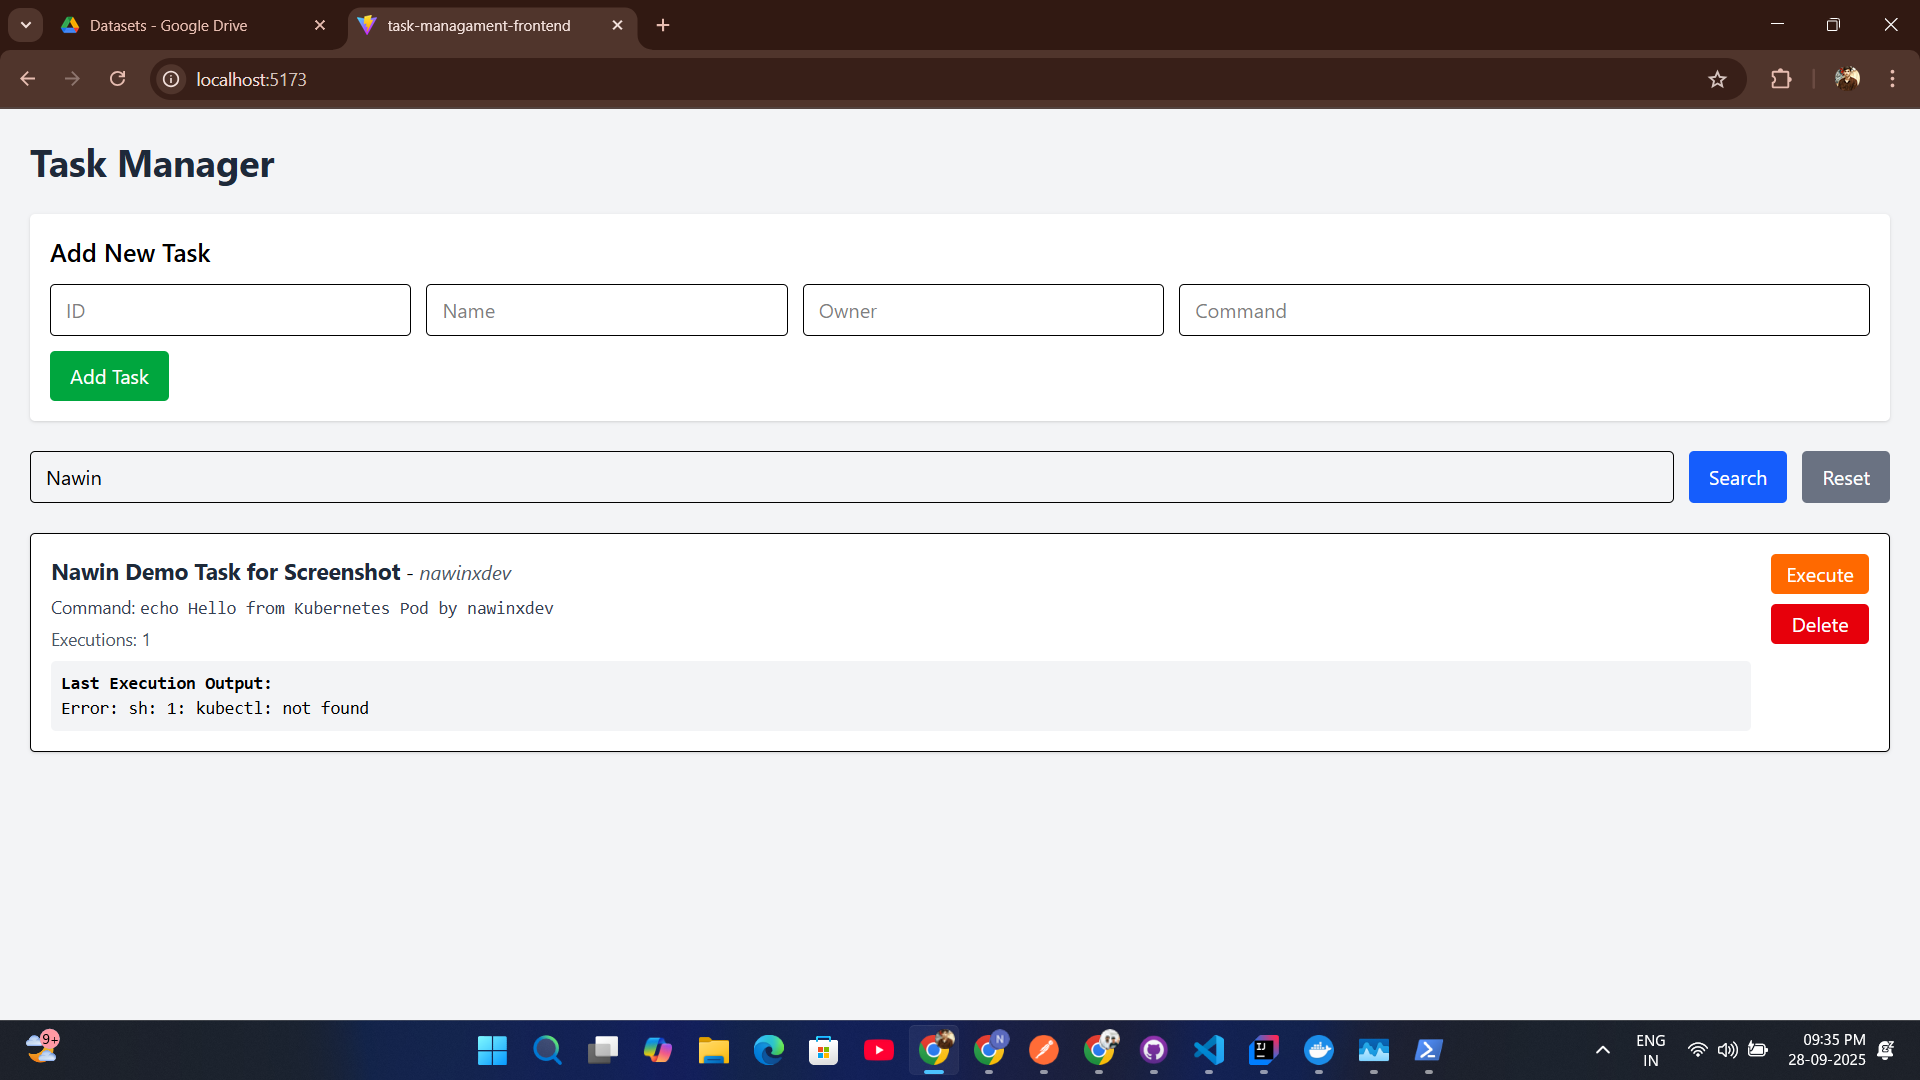 Datasets - Google Drive
task-managament-frontend
localhost:5173
Task Manager
Add New Task
ID
Name
Owner
Command
Add Task
Nawin
Search
Reset
Nawin Demo Task for Screenshot - nawinxdev
Execute
Command: echo Hello from Kubernetes Pod by nawinxdev
Delete
Executions: 1
Last Execution Output:
Error: sh: 1: kubectl: not found
9+
N
IJ
ENG
IN
09:35 PM
28-09-2025